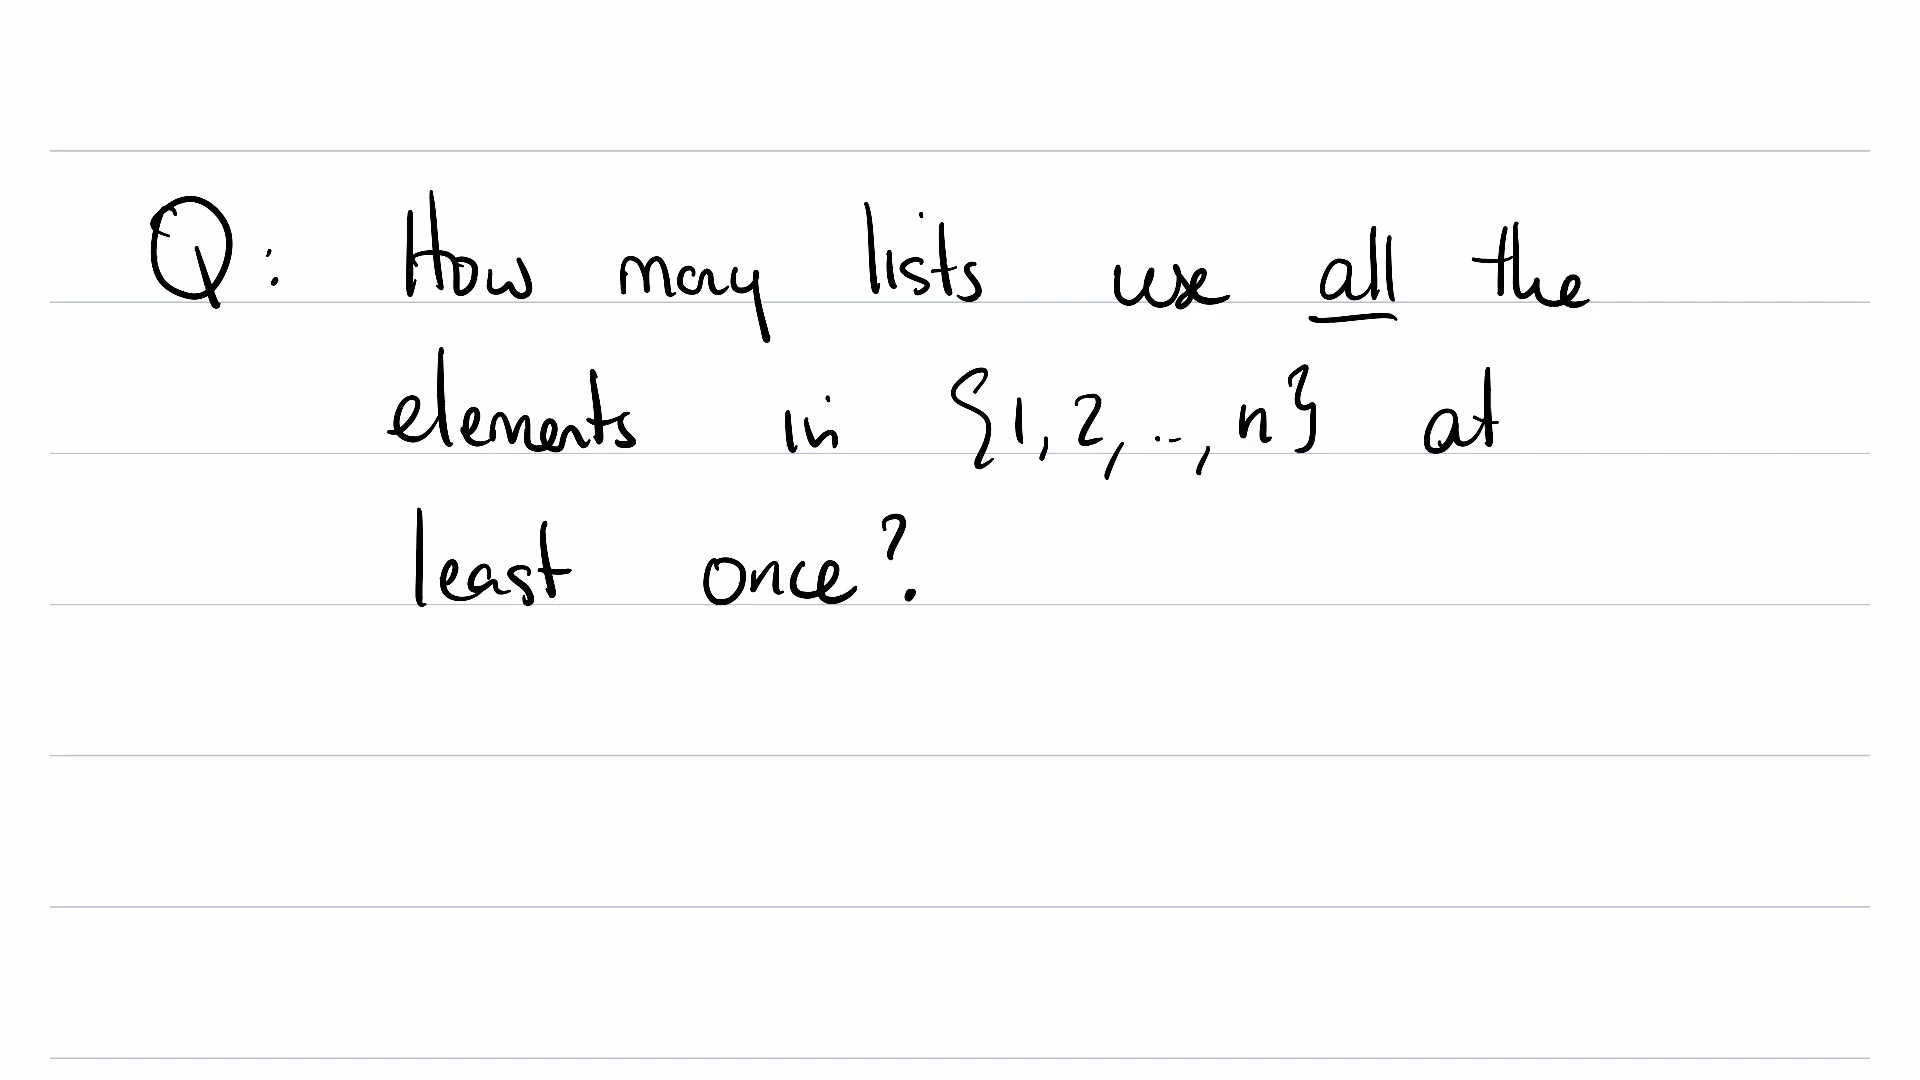 Q: How many lists use all the
elements in {1, 2, .., n} at
least once?